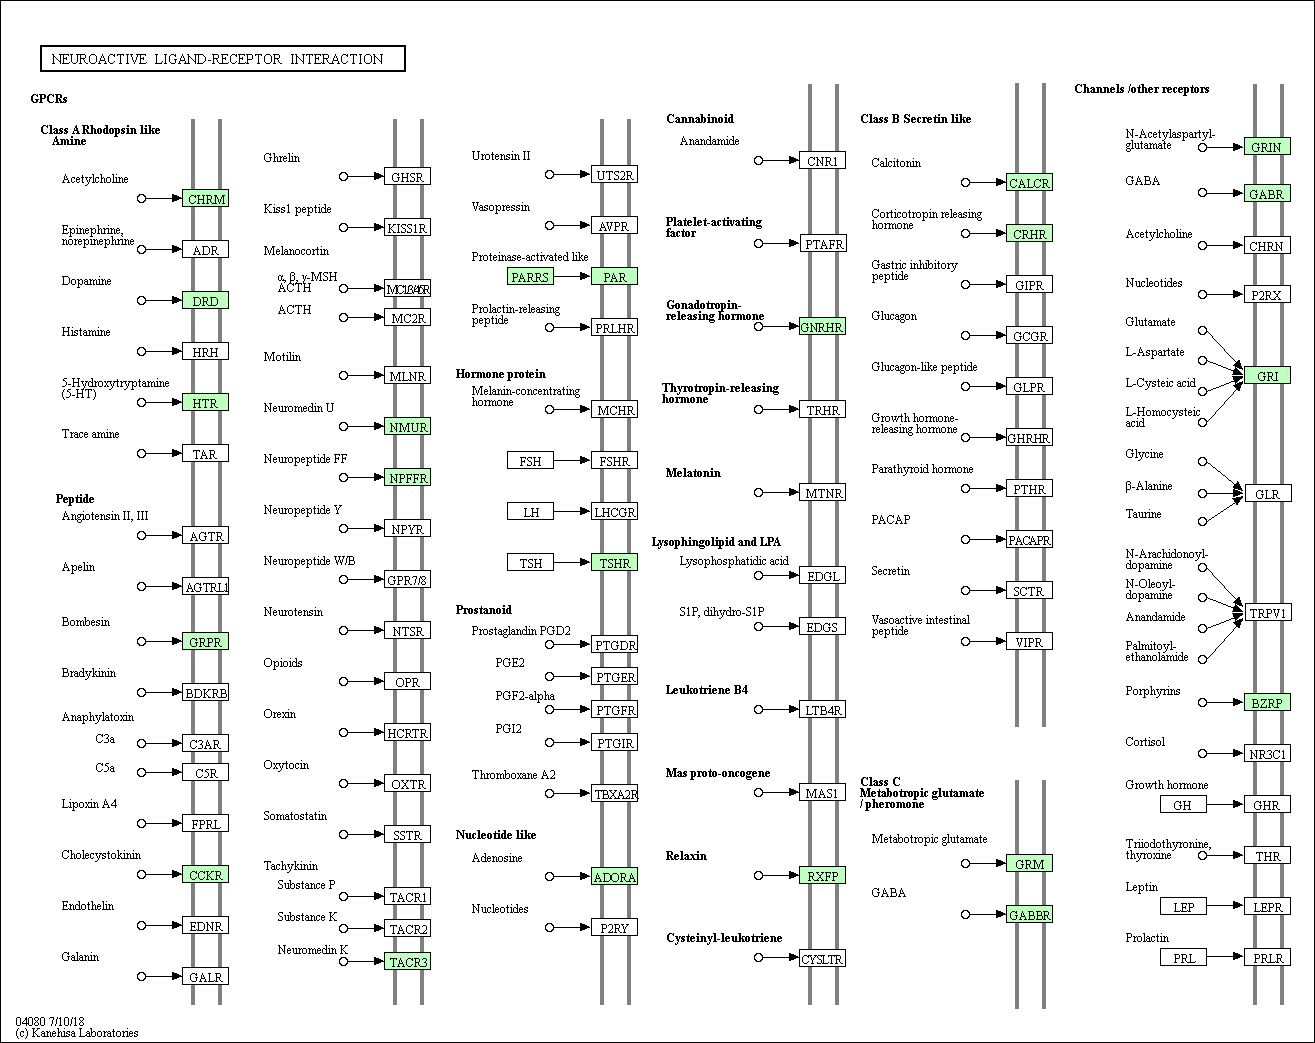 NEUROACTIVE LIGAND-RECEPTOR INTERACTION
GPCRs
Class A Rhodopsin like
Amine
Acetylcholine
CHRM
Epinephrine,
norepinephrine
ADR
Dopamine
DRD
Histamine
HRH
5-Hydroxytryptamine
(5-HT)
HTR
Trace amine
TAR
Peptide
Angiotensin II, III
AGTR
Apelin
AGTRL1
Bombesin
GRPR
Bradykinin
BDKRB
Anaphylatoxin
C3a
C3AR
C5a
C5R
Lipoxin A4
FPRL
Cholecystokinin
CCKR
Endothelin
EDNR
Galanin
GALR
Ghrelin
GHSR
Kiss1 peptide
KISS1R
Melanocortin
α, β, γ-MSH
ACTH
ACTH
MC2R
Motilin
MLNR
Neuromedin U
NMUR
Neuropeptide FF
NPFFR
Neuropeptide Y
NPYR
Neuropeptide W/B
GPR7/8
Neurotensin
NTSR
Opioids
OPR
Orexin
HCRTR
Oxytocin
OXTR
Somatostatin
SSTR
Tachykinin
Substance P
TACR1
Substance K
TACR2
Neuromedin K
TACR3
Urotensin II
UTS2R
Vasopressin
AVPR
Proteinase-activated like
PARRS PAR
Prolactin-releasing
peptide
PRLHR
Hormone protein
Melanin-concentrating
hormone
MCHR
FSH FSHR
LH LHCGR
TSH TSHR
Prostanoid
Prostaglandin PGD2
PTGDR
PGE2
PTGER
PGF2-alpha
PTGFR
PGI2
PTGIR
Thromboxane A2
TBXA2R
Nucleotide like
Adenosine
ADORA
Nucleotides
P2RY
Cannabinoid
Anandamide
CNR1
Platelet-activating
factor
PTAFR
Gonadotropin-
releasing hormone
GNRHR
Thyrotropin-releasing
hormone
TRHR
Melatonin
MTNR
Lysophingolipid and LPA
Lysophosphatidic acid
EDGL
S1P, dihydro-S1P
EDGS
Leukotriene B4
LTB4R
Mas proto-oncogene
MAS1
Relaxin
RXFP
Cysteinyl-leukotriene
CYSLTR
Class B Secretin like
Calcitonin
CALCR
Corticotropin releasing
hormone
CRHR
Gastric inhibitory
peptide
GIPR
Glucagon
GCGR
Glucagon-like peptide
GLPR
Growth hormone-
releasing hormone
GHRHR
Parathyroid hormone
PTHR
PACAP
PACAPR
Secretin
SCTR
Vasoactive intestinal
peptide
VIPR
Class C
Metabotropic glutamate
/ pheromone
Metabotropic glutamate
GRM
GABA
GABBR
Channels /other receptors
N-Acetylaspartyl-
glutamate
GRIN
GABA
GABR
Acetylcholine
CHRN
Nucleotides
P2RX
Glutamate
L-Aspartate
GRI
L-Cysteic acid
L-Homocysteic
acid
Glycine
β-Alanine
GLR
Taurine
N-Arachidonoyl-
dopamine
N-Oleoyl-
dopamine
TRPV1
Anandamide
Palmitoyl-
ethanolamide
Porphyrins
BZRP
Cortisol
NR3C1
Growth hormone
GH GHR
Triiodothyronine,
thyroxine
THR
Leptin
LEP LEPR
Prolactin
PRL PRLR
04080 7/10/18
(c) Kanehisa Laboratories